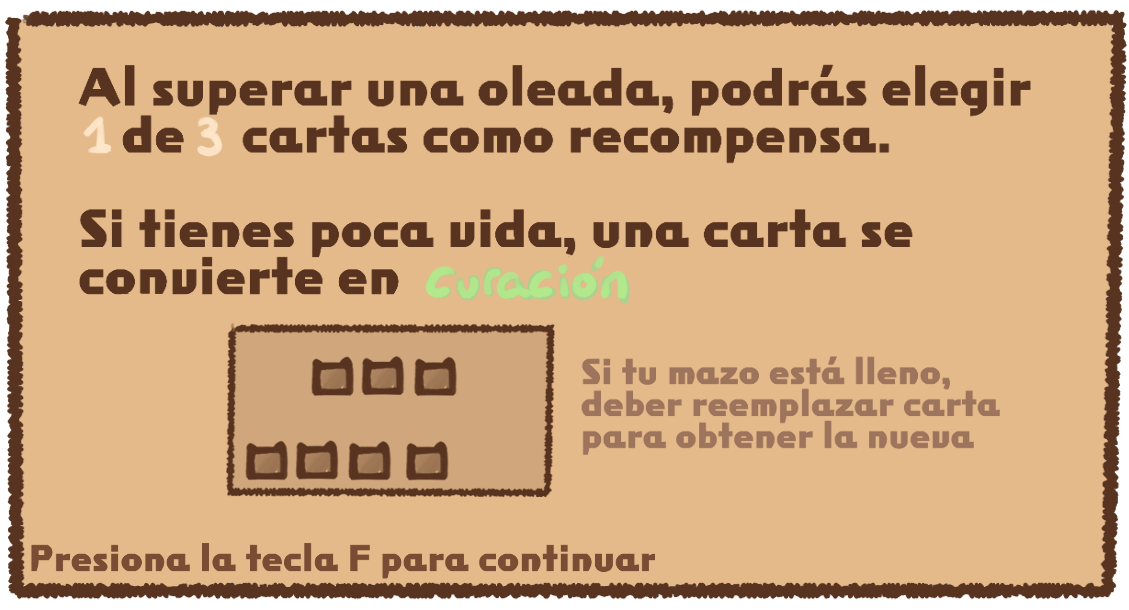 Al superar una oleada, podrás elegir
1 de 3 cartas como recompensa.
Si tienes poca vida, una carta se
convierte en curación
Si tu mazo está lleno,
deber reemplazar carta
para obtener la nueva
Presiona la tecla F para continuar